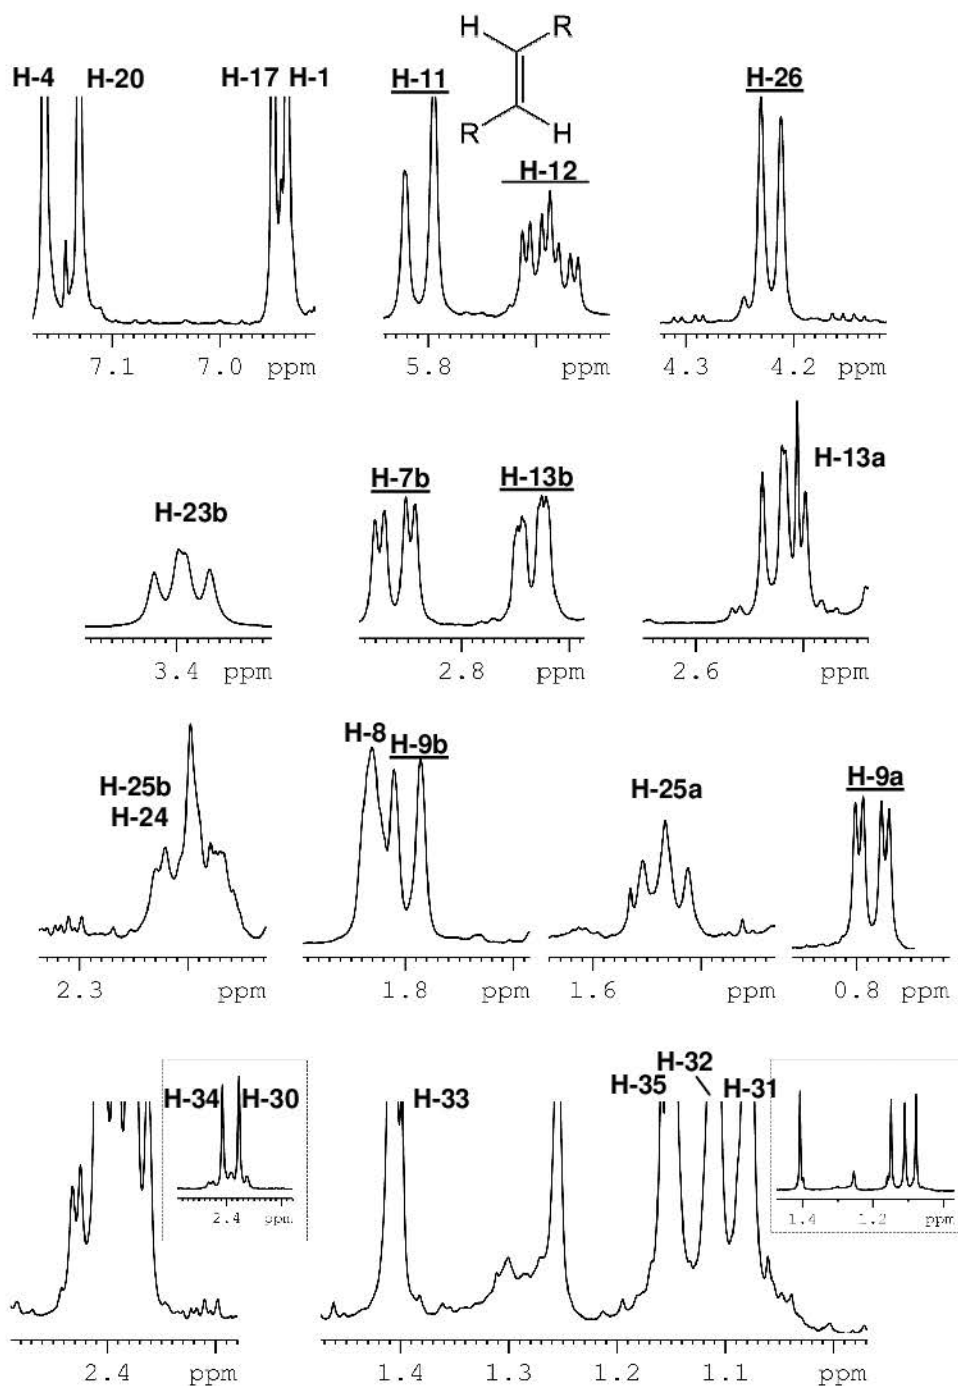 H R
H-4 H-20 H-17 H-1 H-11 H-26
R H
H-12
7.1 7.0 ppm 5.8 ppm 4.3 4.2 ppm
H-23b H-7b H-13b H-13a
3.4 ppm 2.8 ppm 2.6 ppm
H-25b H-8 H-9b H-25a H-9a
H-24
2.3 ppm 1.8 ppm 1.6 ppm 0.8 ppm
H-34 H-30 H-33 H-35 H-32 H-31
2.4 ppm 1.4 1.2 ppm
2.4 ppm 1.4 1.3 1.2 1.1 ppm